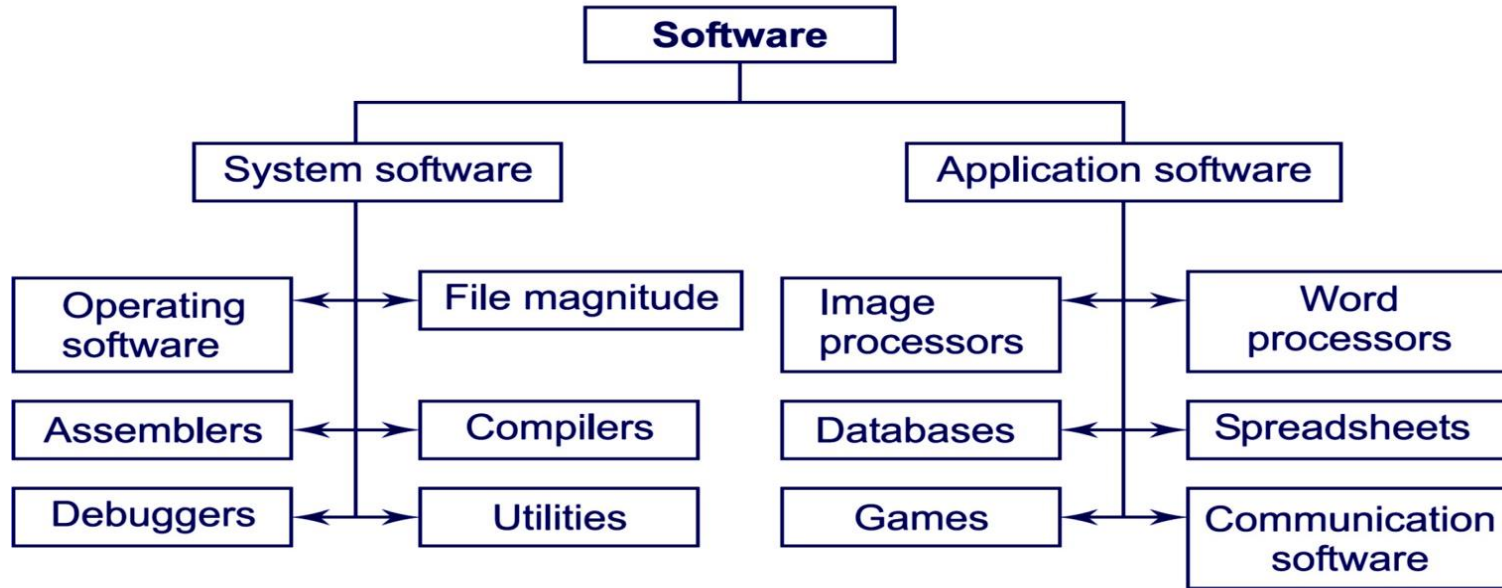 Software
System software
Application software
Operating
software
File magnitude
Image
processors
Word
processors
Assemblers
Compilers
Databases
Spreadsheets
Debuggers
Utilities
Games
Communication
software